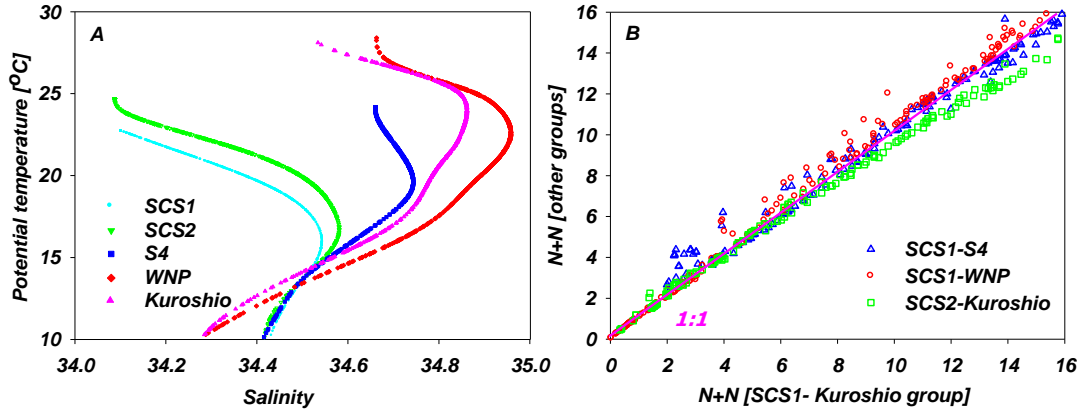 A
Potential temperature [°C]
30
25
20
15
10
SCS1
SCS2
S4
WNP
Kuroshio
34.0
34.2
34.4
34.6
34.8
35.0
Salinity
B
N+N [other groups]
16
14
12
10
8
6
4
2
0
SCS1-S4
SCS1-WNP
SCS2-Kuroshio
1:1
0
2
4
6
8
10
12
14
16
N+N [SCS1- Kuroshio group]